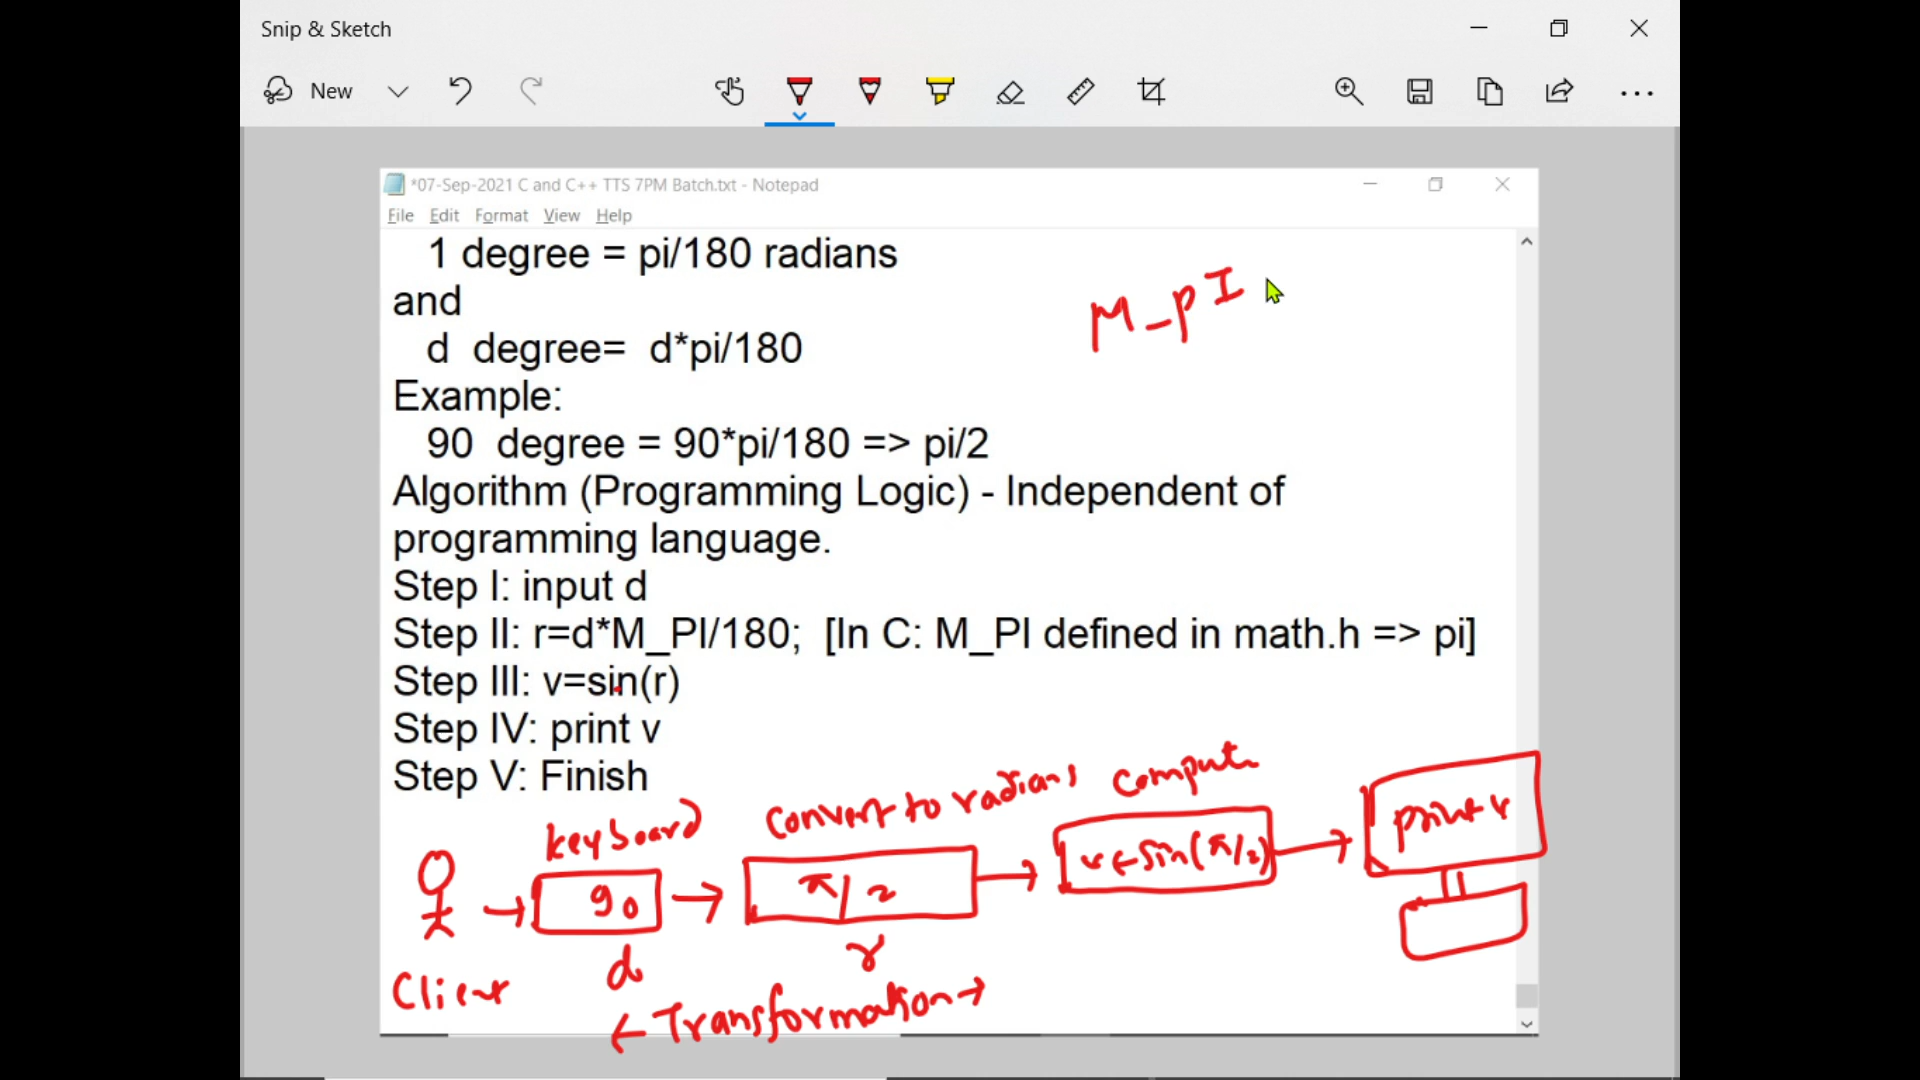 Snip & Sketch
New
*07-Sep-2021 C and C++ TTS 7PM Batch.txt - Notepad
File Edit Format View Help
1 degree = pi/180 radians
and
M_PI
d degree= d*pi/180
Example:
90 degree = 90*pi/180 => pi/2
Algorithm (Programming Logic) - Independent of
programming language.
Step I: input d
Step II: r=d*M_PI/180; [In C: M_PI defined in math.h => pi]
Step III: v=sin(r)
Step IV: print v
Step V: Finish
keyboard convert to radians compute
90 π/2 v←sin(π/2) print v
d r
Client
← Transformation →